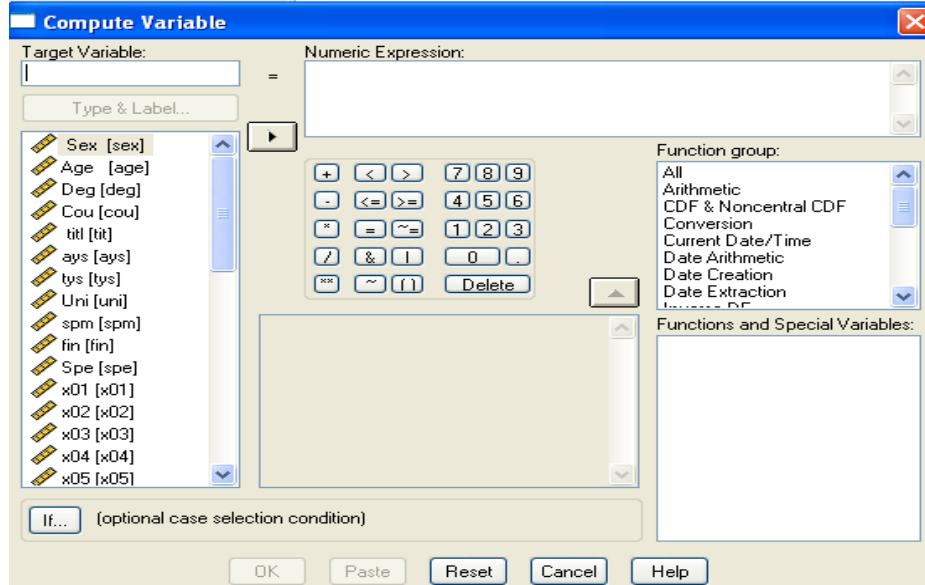 Compute Variable
Target Variable:
=
Numeric Expression:
Type & Label...
Sex [sex]
Age [age]
Deg [deg]
Cou [cou]
titl [tit]
ays [ays]
tys [tys]
Uni [uni]
spm [spm]
fin [fin]
Spe [spe]
x01 [x01]
x02 [x02]
x03 [x03]
x04 [x04]
x05 [x05]
+ < > 7 8 9
- <= >= 4 5 6
* = ~= 1 2 3
/ & | 0 .
** ~ ( ) Delete
Function group:
All
Arithmetic
CDF & Noncentral CDF
Conversion
Current Date/Time
Date Arithmetic
Date Creation
Date Extraction
Inverse DF
Functions and Special Variables:
If... (optional case selection condition)
OK Paste Reset Cancel Help